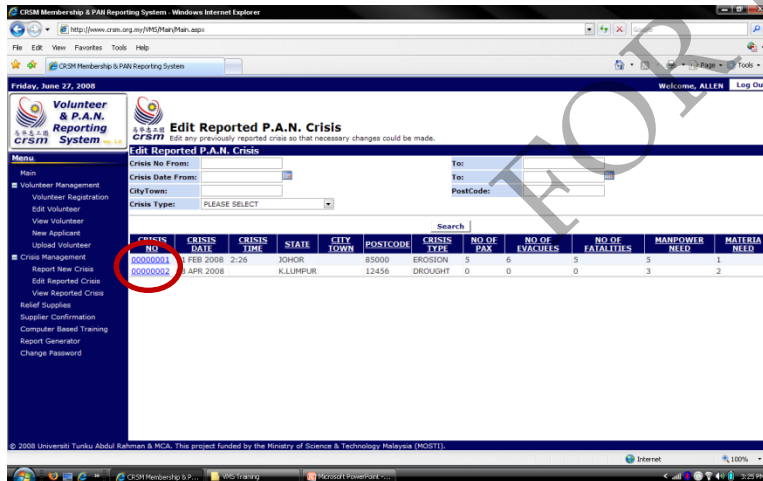 CRSM Membership & PAN Reporting System - Windows Internet Explorer
http://www.crsm.org.my/VMS/Main/Main.aspx
File Edit View Favorites Tools Help
CRSM Membership & PAN Reporting System
Page Tools
Friday, June 27, 2008 Welcome, ALLEN Log Ou
Volunteer
& P.A.N.
Reporting
System
crsm
crsm
Edit Reported P.A.N. Crisis
Edit any previously reported crisis so that necessary changes could be made.
Menu
Main
Volunteer Management
Volunteer Registration
Edit Volunteer
View Volunteer
New Applicant
Upload Volunteer
Crisis Management
Report New Crisis
Edit Reported Crisis
View Reported Crisis
Relief Supplies
Supplier Confirmation
Computer Based Training
Report Generator
Change Password
Edit Reported P.A.N. Crisis
Crisis No From: To:
Crisis Date From: To:
CityTown: PostCode:
Crisis Type: PLEASE SELECT
Search
CRISIS NO CRISIS DATE CRISIS TIME STATE CITY TOWN POSTCODE CRISIS TYPE NO OF PAX NO OF EVACUEES NO OF FATALITIES MANPOWER NEED MATERIA NEED
00000001 1 FEB 2008 2:26 JOHOR 85000 EROSION 5 6 5 5 1
00000002 APR 2008 K.LUMPUR 12456 DROUGHT 0 0 0 3 2
© 2008 Universiti Tunku Abdul Rahman & MCA. This project funded by the Ministry of Science & Technology Malaysia (MOSTI).
Internet 100%
CRSM Membership & P... VMS Training Microsoft PowerPoint -... 3:25 PM
FOR